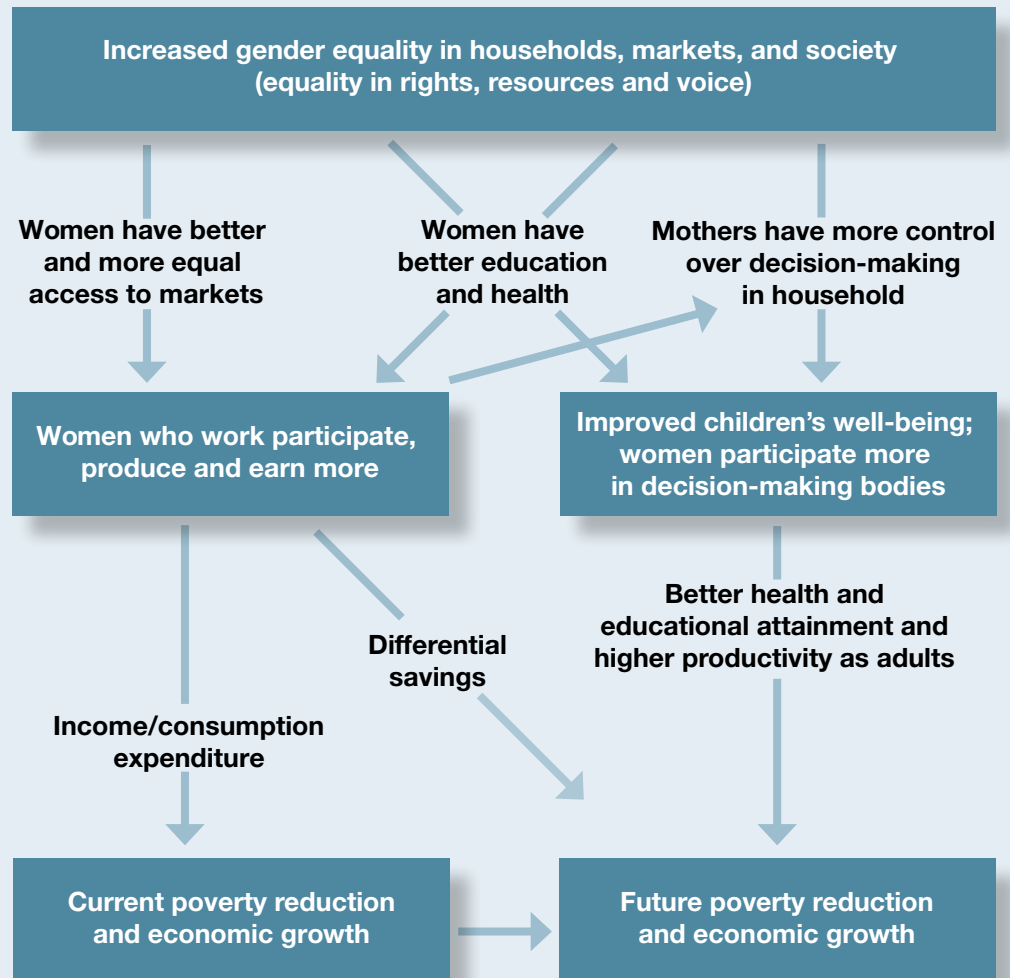 Increased gender equality in households, markets, and society
(equality in rights, resources and voice)
Women have better
and more equal
access to markets
Women have
better education
and health
Mothers have more control
over decision-making
in household
Women who work participate,
produce and earn more
Improved children’s well-being;
women participate more
in decision-making bodies
Better health and
educational attainment and
higher productivity as adults
Differential
savings
Income/consumption
expenditure
Current poverty reduction
and economic growth
Future poverty reduction
and economic growth